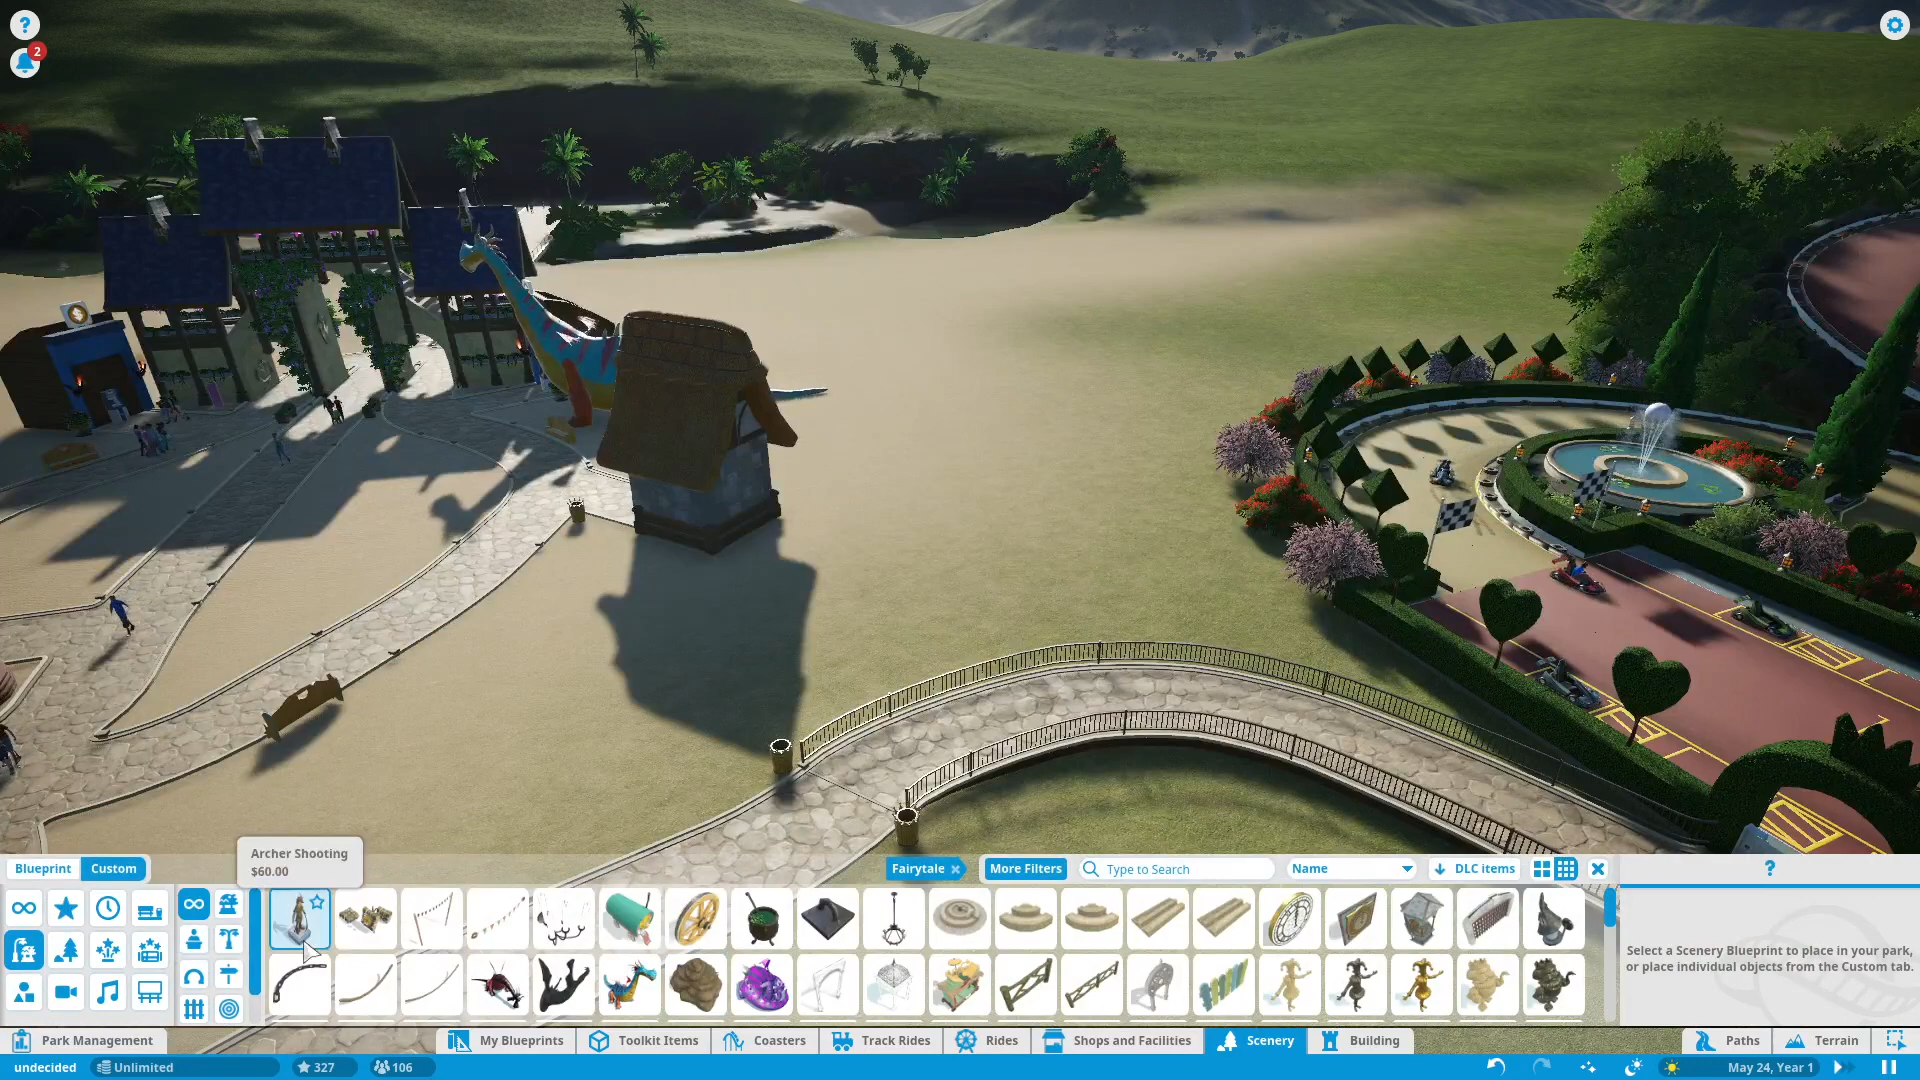 ?
2
Archer Shooting
$60.00
Blueprint
Custom
Fairytale
More Filters
Type to Search
Name
DLC items
?
Select a Scenery Blueprint to place in your park,
or place individual objects from the Custom tab.
Park Management
My Blueprints
Toolkit Items
Coasters
Track Rides
Rides
Shops and Facilities
Scenery
Building
Paths
Terrain
undecided
Unlimited
327
106
May 24, Year 1